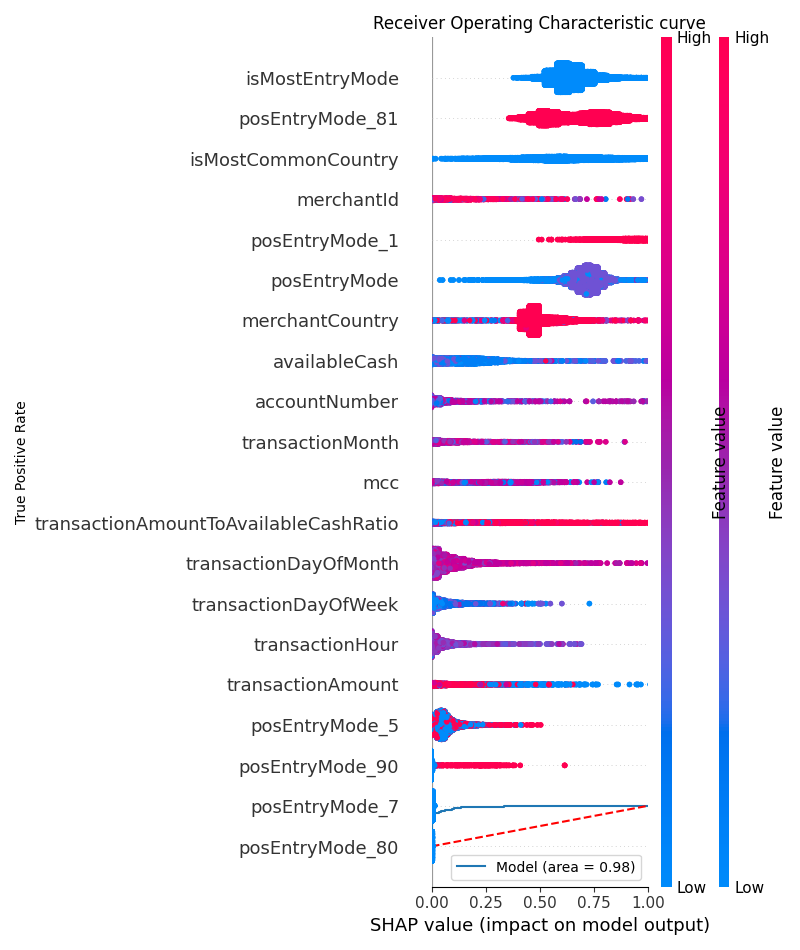 Receiver Operating Characteristic curve
High
High
isMostEntryMode
posEntryMode_81
isMostCommonCountry
merchantId
posEntryMode_1
posEntryMode
merchantCountry
availableCash
accountNumber
transactionMonth
mcc
transactionAmountToAvailableCashRatio
transactionDayOfMonth
transactionDayOfWeek
transactionHour
transactionAmount
posEntryMode_5
posEntryMode_90
posEntryMode_7
posEntryMode_80
True Positive Rate
Feature value
Feature value
Model (area = 0.98)
Low
Low
0.00 0.25 0.50 0.75 1.00
SHAP value (impact on model output)